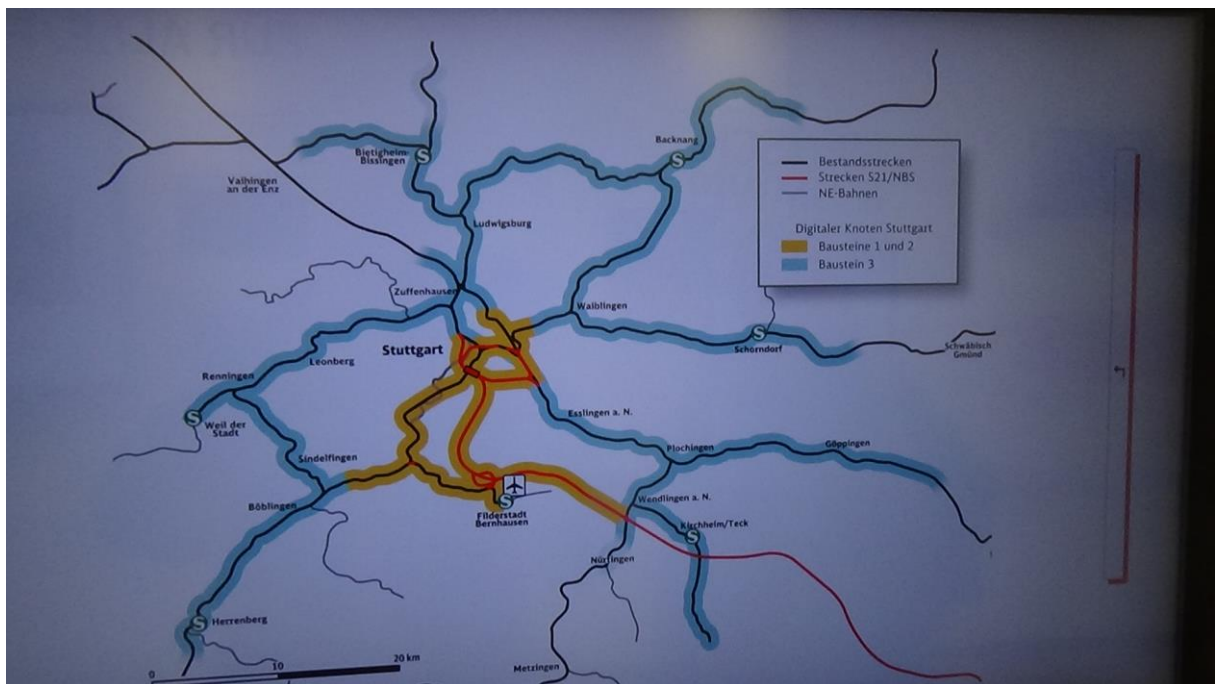 Backnang
Bietigheim-
Bissingen
Vaihingen
an der Enz
Ludwigsburg
Bestandsstrecken
Strecken S21/NBS
NE-Bahnen
Digitaler Knoten Stuttgart
Bausteine 1 und 2
Baustein 3
Zuffenhausen
Waiblingen
Stuttgart
Schorndorf
Schwäbisch
Gmünd
Leonberg
Renningen
Weil der
Stadt
Esslingen a. N.
Plochingen
Göppingen
Sindelfingen
Böblingen
Wendlingen a. N.
Filderstadt
Bernhausen
Kirchheim/Teck
Nürtingen
Herrenberg
Metzingen
0 10 20 km
S
S
S
S
S
S
S